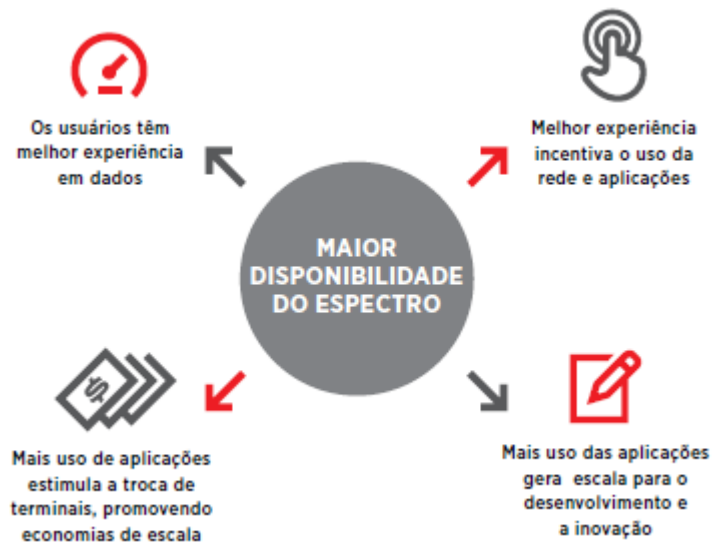 Os usuários têm
melhor experiência
em dados
Melhor experiência
incentiva o uso da
rede e aplicações
MAIOR
DISPONIBILIDADE
DO ESPECTRO
$
Mais uso de aplicações
estimula a troca de
terminais, promovendo
economias de escala
Mais uso das aplicações
gera escala para o
desenvolvimento e
a inovação